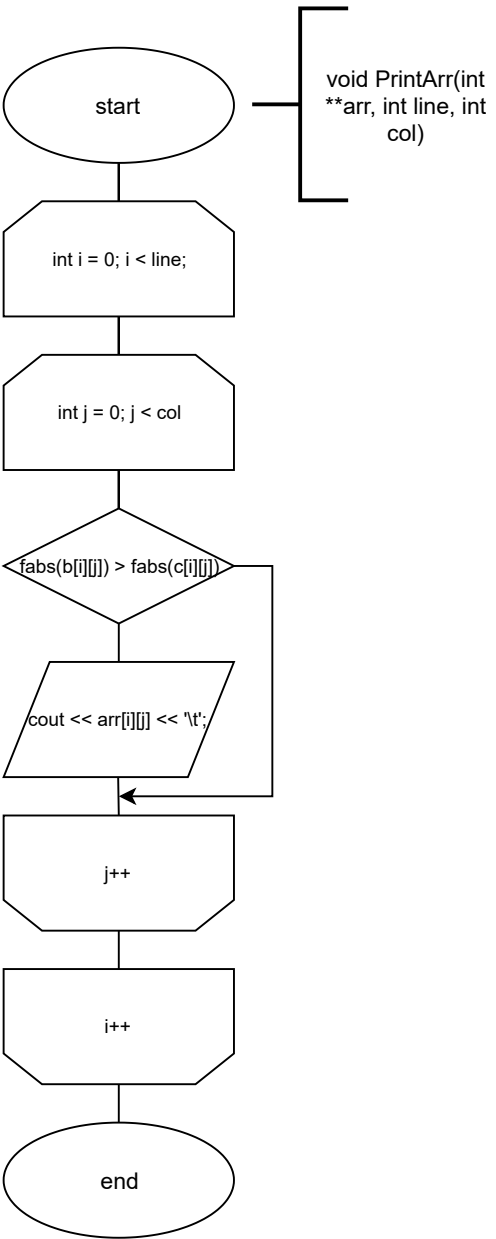 start
void PrintArr(int
**arr, int line, int
col)
int i = 0; i < line;
int j = 0; j < col
fabs(b[i][j]) > fabs(c[i][j])
cout << arr[i][j] << '\t';
j++
i++
end